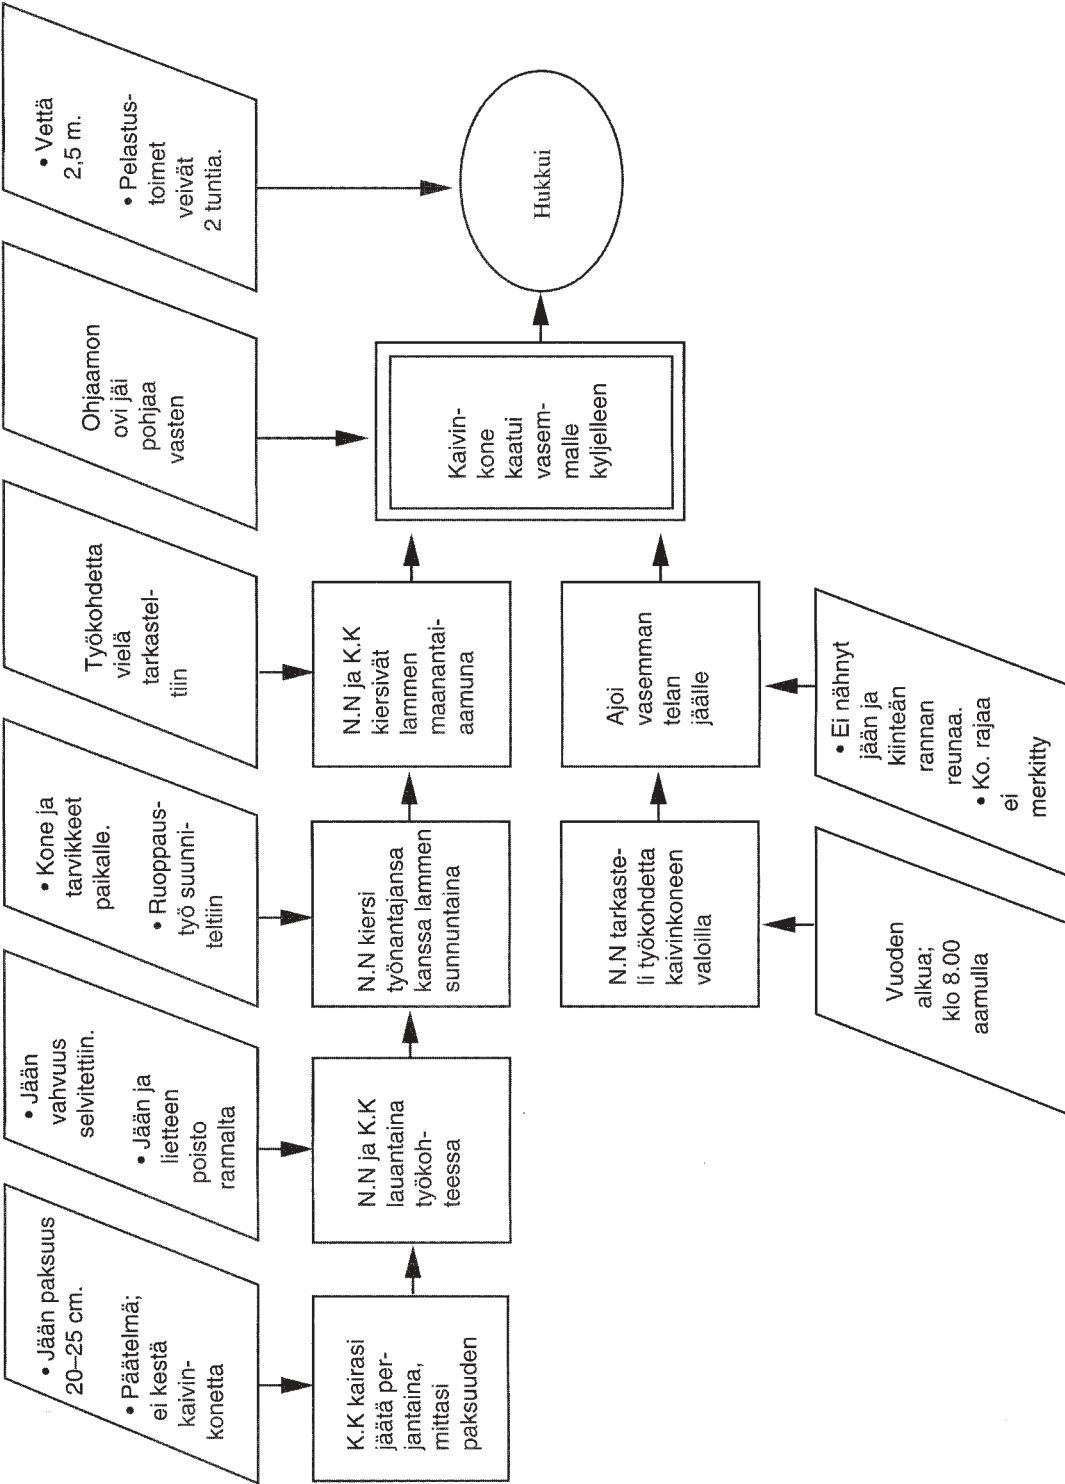 • Jään paksuus
20–25 cm.
• Päätelmä;
ei kestä
kaivin-
konetta
• Jään
vahvuus
selvitettiin.
• Jään ja
lietteen
poisto
rannalta
• Kone ja
tarvikkeet
paikalle.
• Ruoppaus-
työ suunni-
teltiin
Työkohdetta
vielä
tarkastel-
tiin
Ohjaamon
ovi jäi
pohjaa
vasten
• Vettä
2,5 m.
• Pelastus-
toimet
veivät
2 tuntia.
K.K kairasi
jäätä per-
jantaina,
mittasi
paksuuden
N.N ja K.K
lauantaina
työkoh-
teessa
N.N kiersi
työnantajansa
kanssa lammen
sunnuntaina
N.N ja K.K
kiersivät
lammen
maanantai-
aamuna
Kaivin-
kone
kaatui
vasem-
malle
kyljelleen
Hukkui
N.N tarkaste-
li työkohdetta
kaivinkoneen
valoilla
Ajoi
vasemman
telan
jäälle
Vuoden
alkua;
klo 8.00
aamulla
• Ei nähnyt
jään ja
kiinteän
rannan
reunaa.
• Ko. rajaa
ei
merkitty